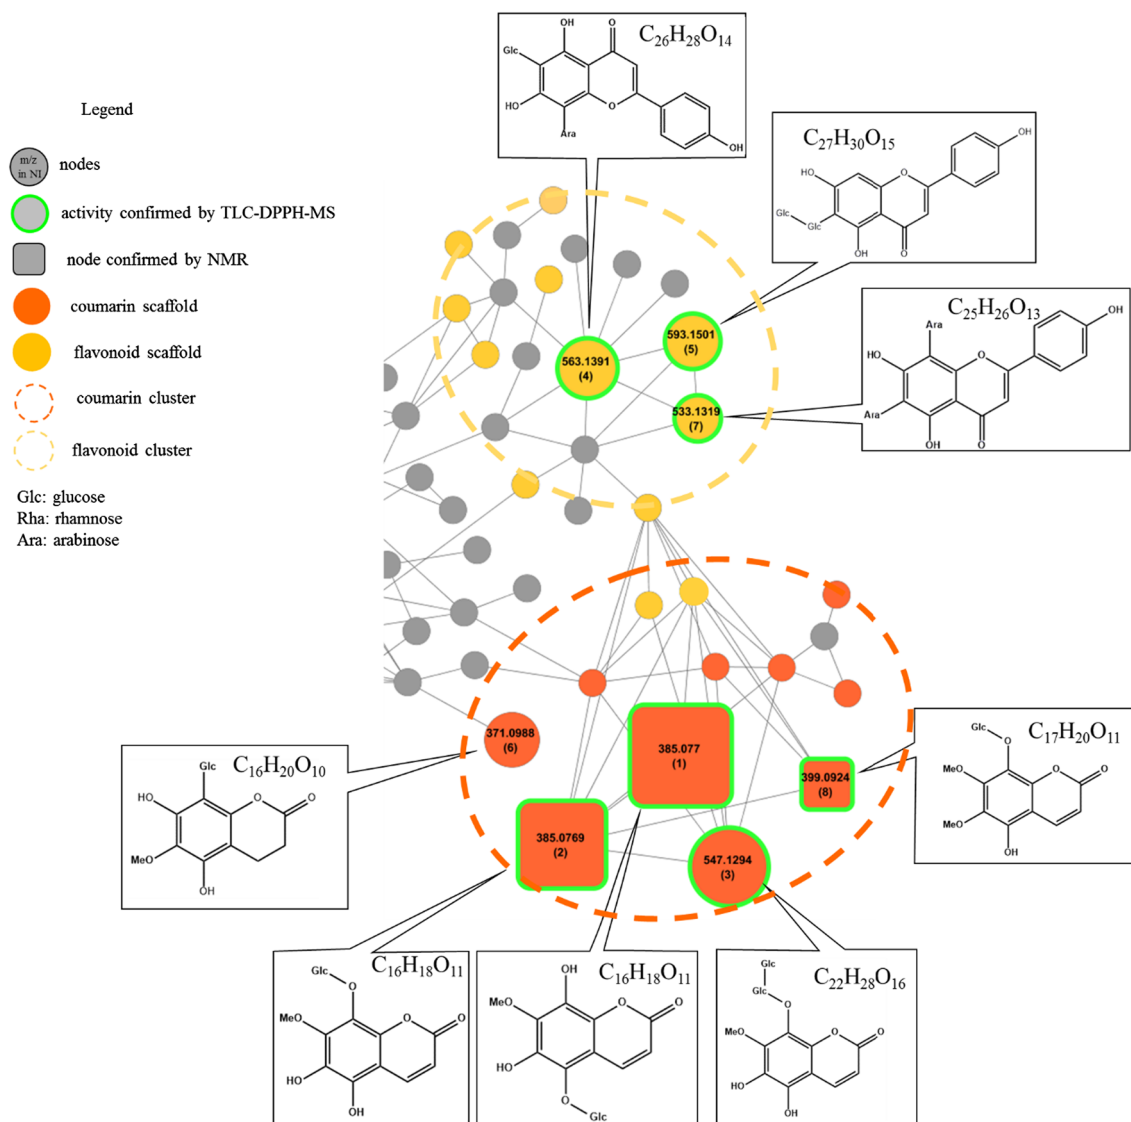 Legend
m/z
in NI
nodes
activity confirmed by TLC-DPPH-MS
node confirmed by NMR
coumarin scaffold
flavonoid scaffold
coumarin cluster
flavonoid cluster
Glc: glucose
Rha: rhamnose
Ara: arabinose
C26H28O14
OH
O
Glc
HO
O
Ara
OH
C27H30O15
OH
HO
O
Glc
Glc
OH
O
C25H26O13
Ara
OH
HO
O
Ara
OH
O
563.1391
(4)
593.1501
(5)
533.1319
(7)
371.0988
(6)
385.077
(1)
399.0924
(8)
385.0769
(2)
547.1294
(3)
C16H20O10
Glc
HO
O
O
MeO
OH
C17H20O11
Glc
O
MeO
O
O
MeO
OH
C16H18O11
Glc
O
MeO
O
O
HO
OH
C16H18O11
OH
MeO
O
O
HO
O
Glc
C22H28O16
Glc
Glc
O
MeO
O
O
HO
OH